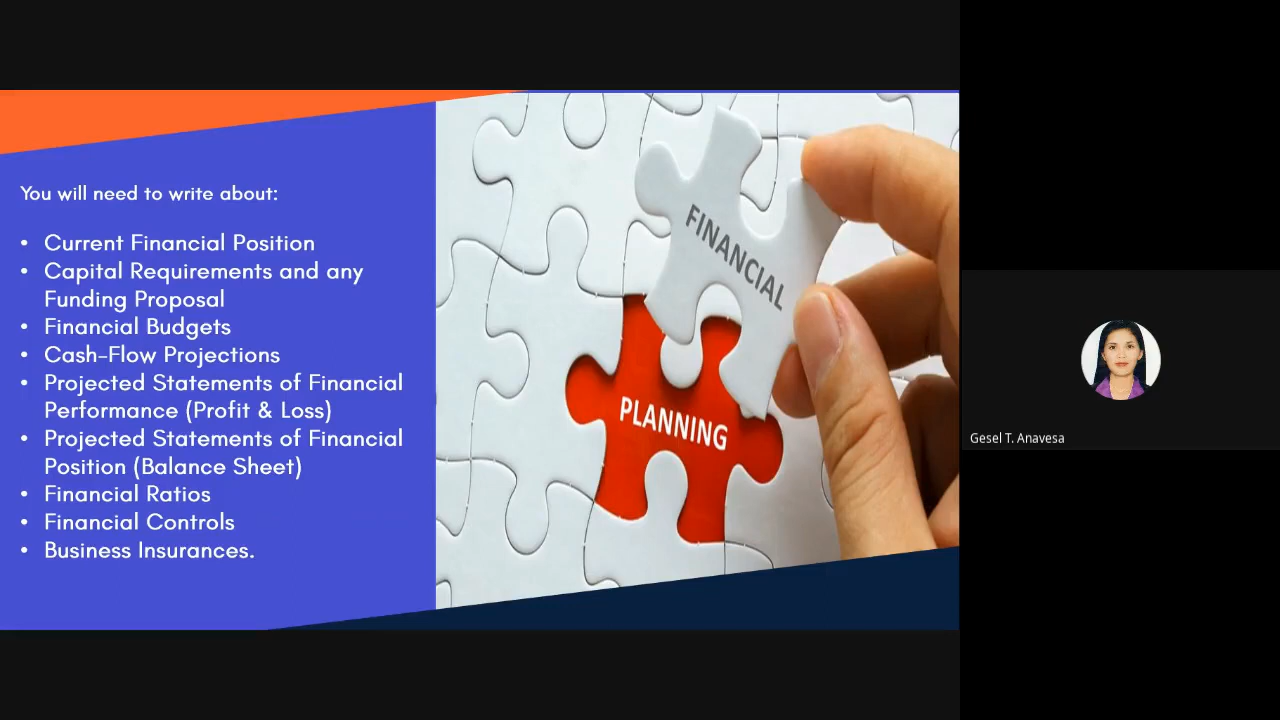 You will need to write about:
• Current Financial Position
• Capital Requirements and any
Funding Proposal
• Financial Budgets
• Cash-Flow Projections
• Projected Statements of Financial
Performance (Profit & Loss)
• Projected Statements of Financial
Position (Balance Sheet)
• Financial Ratios
• Financial Controls
• Business Insurances.
FINANCIAL
PLANNING
Gesel T. Anavesa